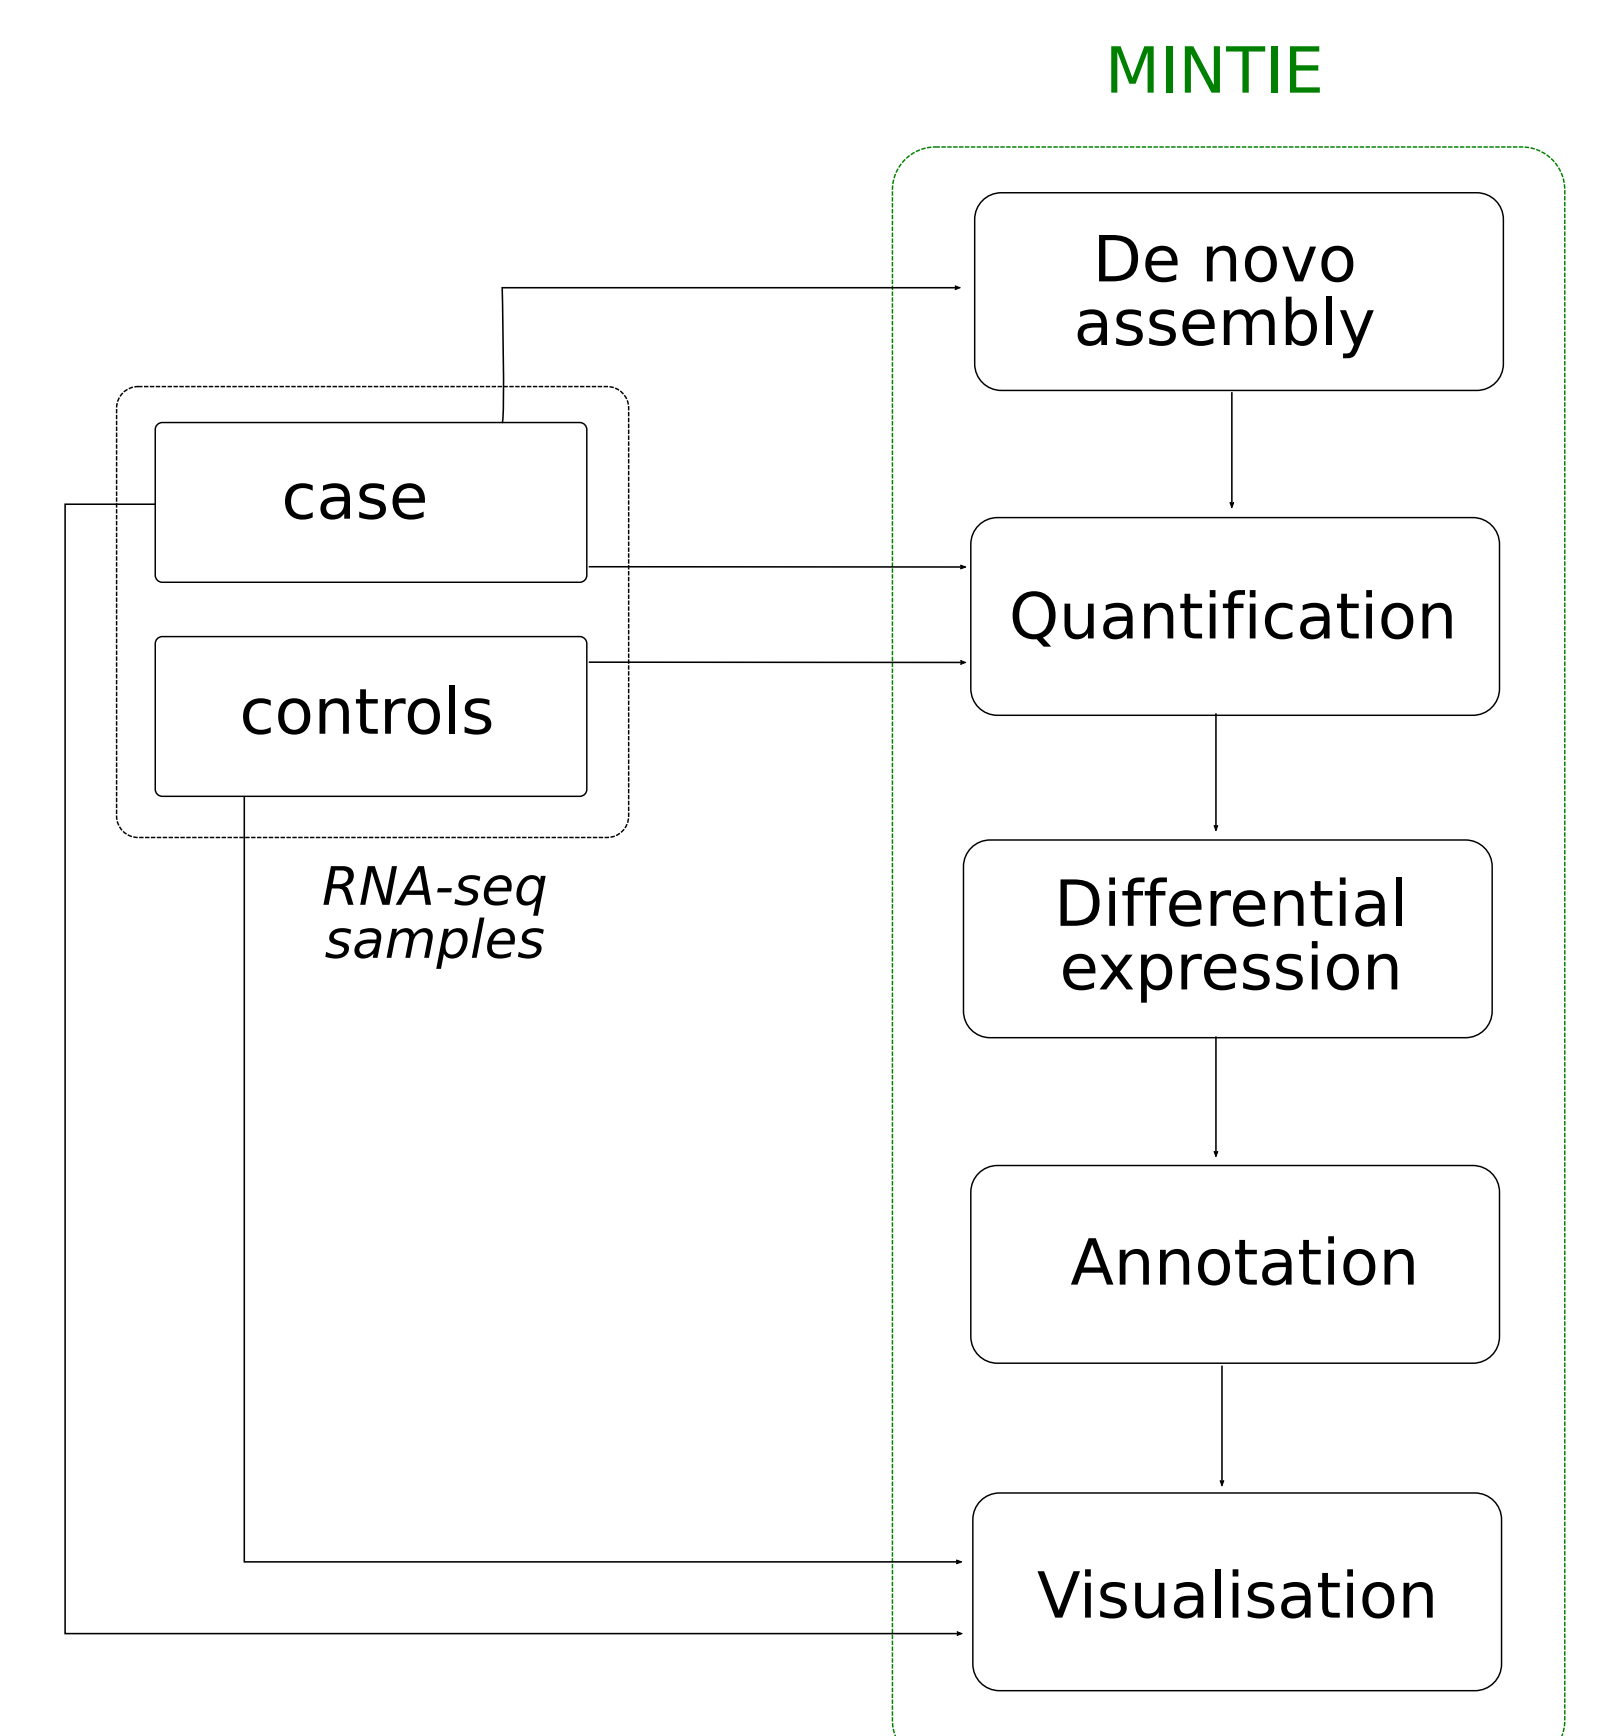 MINTIE
De novo
assembly
case
Quantification
controls
RNA-seq
samples
Differential
expression
Annotation
Visualisation